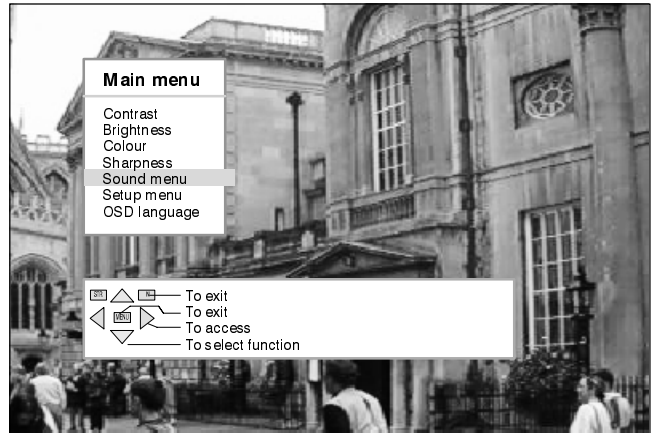 Main menu
Contrast
Brightness
Colour
Sharpness
Sound menu
Setup menu
OSD language
To exit
MENU To exit
To access
To select function